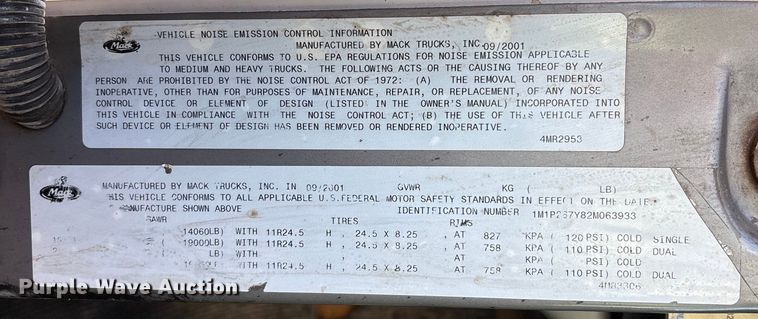 Mack
VEHICLE NOISE EMISSION CONTROL INFORMATION
MANUFACTURED BY MACK TRUCKS, INC. 09/2001
THIS VEHICLE CONFORMS TO U.S. EPA REGULATIONS FOR NOISE EMISSION APPLICABLE
TO MEDIUM AND HEAVY TRUCKS. THE FOLLOWING ACTS OR THE CAUSING THEREOF BY ANY
PERSON ARE PROHIBITED BY THE NOISE CONTROL ACT OF 1972: (A) THE REMOVAL OR RENDERING
INOPERATIVE, OTHER THAN FOR PURPOSES OF MAINTENANCE, REPAIR, OR REPLACEMENT, OF ANY NOISE
CONTROL DEVICE OR ELEMENT OF DESIGN (LISTED IN THE OWNER'S MANUAL) INCORPORATED INTO
THIS VEHICLE IN COMPLIANCE WITH THE NOISE CONTROL ACT; (B) THE USE OF THIS VEHICLE AFTER
SUCH DEVICE OR ELEMENT OF DESIGN HAS BEEN REMOVED OR RENDERED INOPERATIVE.
4MR2953
Mack
MANUFACTURED BY MACK TRUCKS, INC. IN 09/2001 GVWR KG ( LB)
THIS VEHICLE CONFORMS TO ALL APPLICABLE U.S. FEDERAL MOTOR SAFETY STANDARDS IN EFFECT ON THE DATE
MANUFACTURE SHOWN ABOVE IDENTIFICATION NUMBER 1M1P267Y82M063933
GAWR TIRES RIMS
14060LB) WITH 11R24.5 H , 24.5 X 8.25 , AT 827 KPA ( 120 PSI) COLD SINGLE
19000LB) WITH 11R24.5 H , 24.5 X 8.25 , AT 758 KPA ( 110 PSI) COLD DUAL
LB) WITH , , AT KPA ( PSI) COLD
WITH 11R24.5 H , 24.5 X 8.25 , AT 758 KPA ( 110 PSI) COLD DUAL
Purple Wave Auction